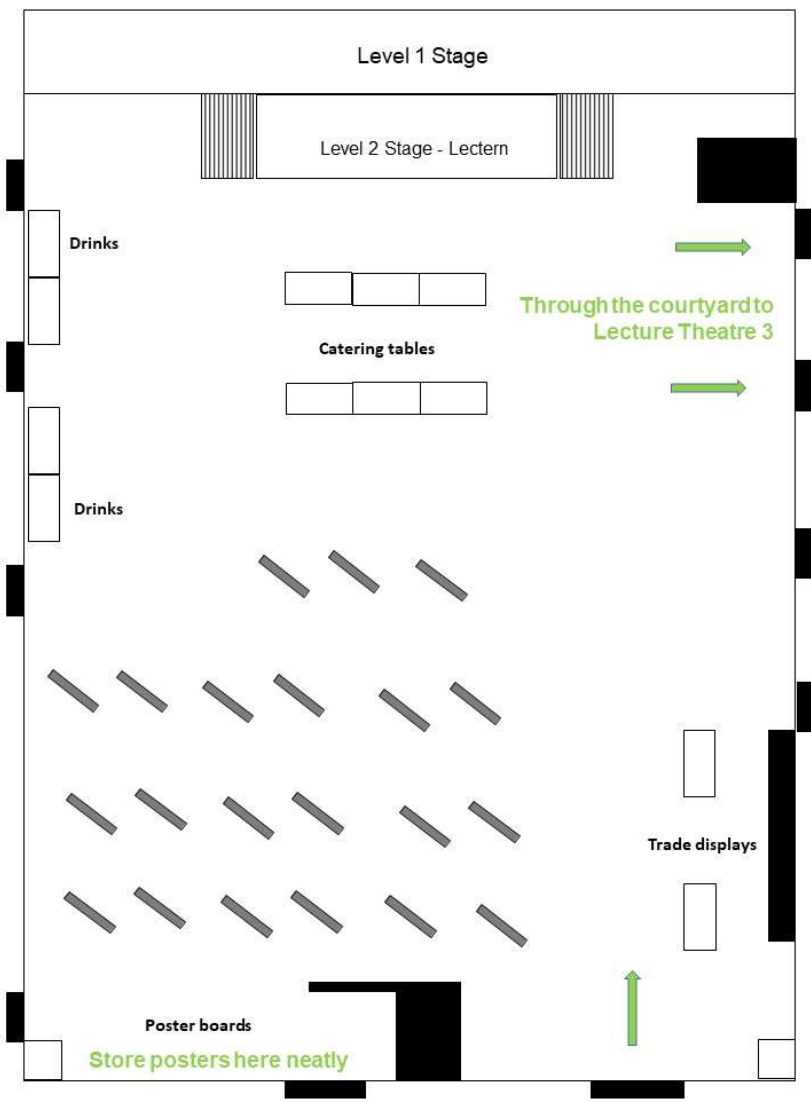 Level 1 Stage
Level 2 Stage - Lectern
Drinks
Through the courtyard to
Lecture Theatre 3
Catering tables
Drinks
Trade displays
Poster boards
Store posters here neatly